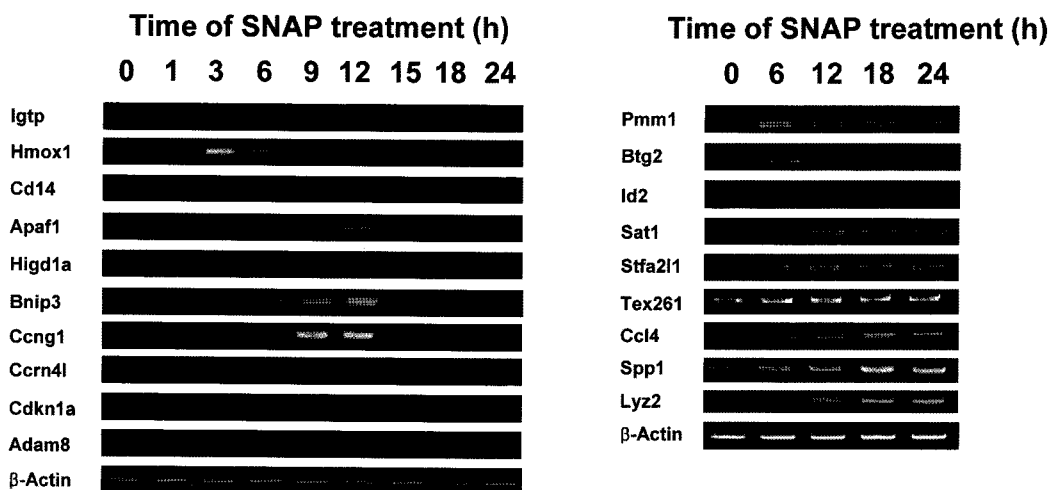 Time of SNAP treatment (h)
0 1 3 6 9 12 15 18 24
Igtp
Hmox1
Cd14
Apaf1
Higd1a
Bnip3
Ccng1
Ccrn4l
Cdkn1a
Adam8
β-Actin
Time of SNAP treatment (h)
0 6 12 18 24
Pmm1
Btg2
Id2
Sat1
Stfa2l1
Tex261
Ccl4
Spp1
Lyz2
β-Actin